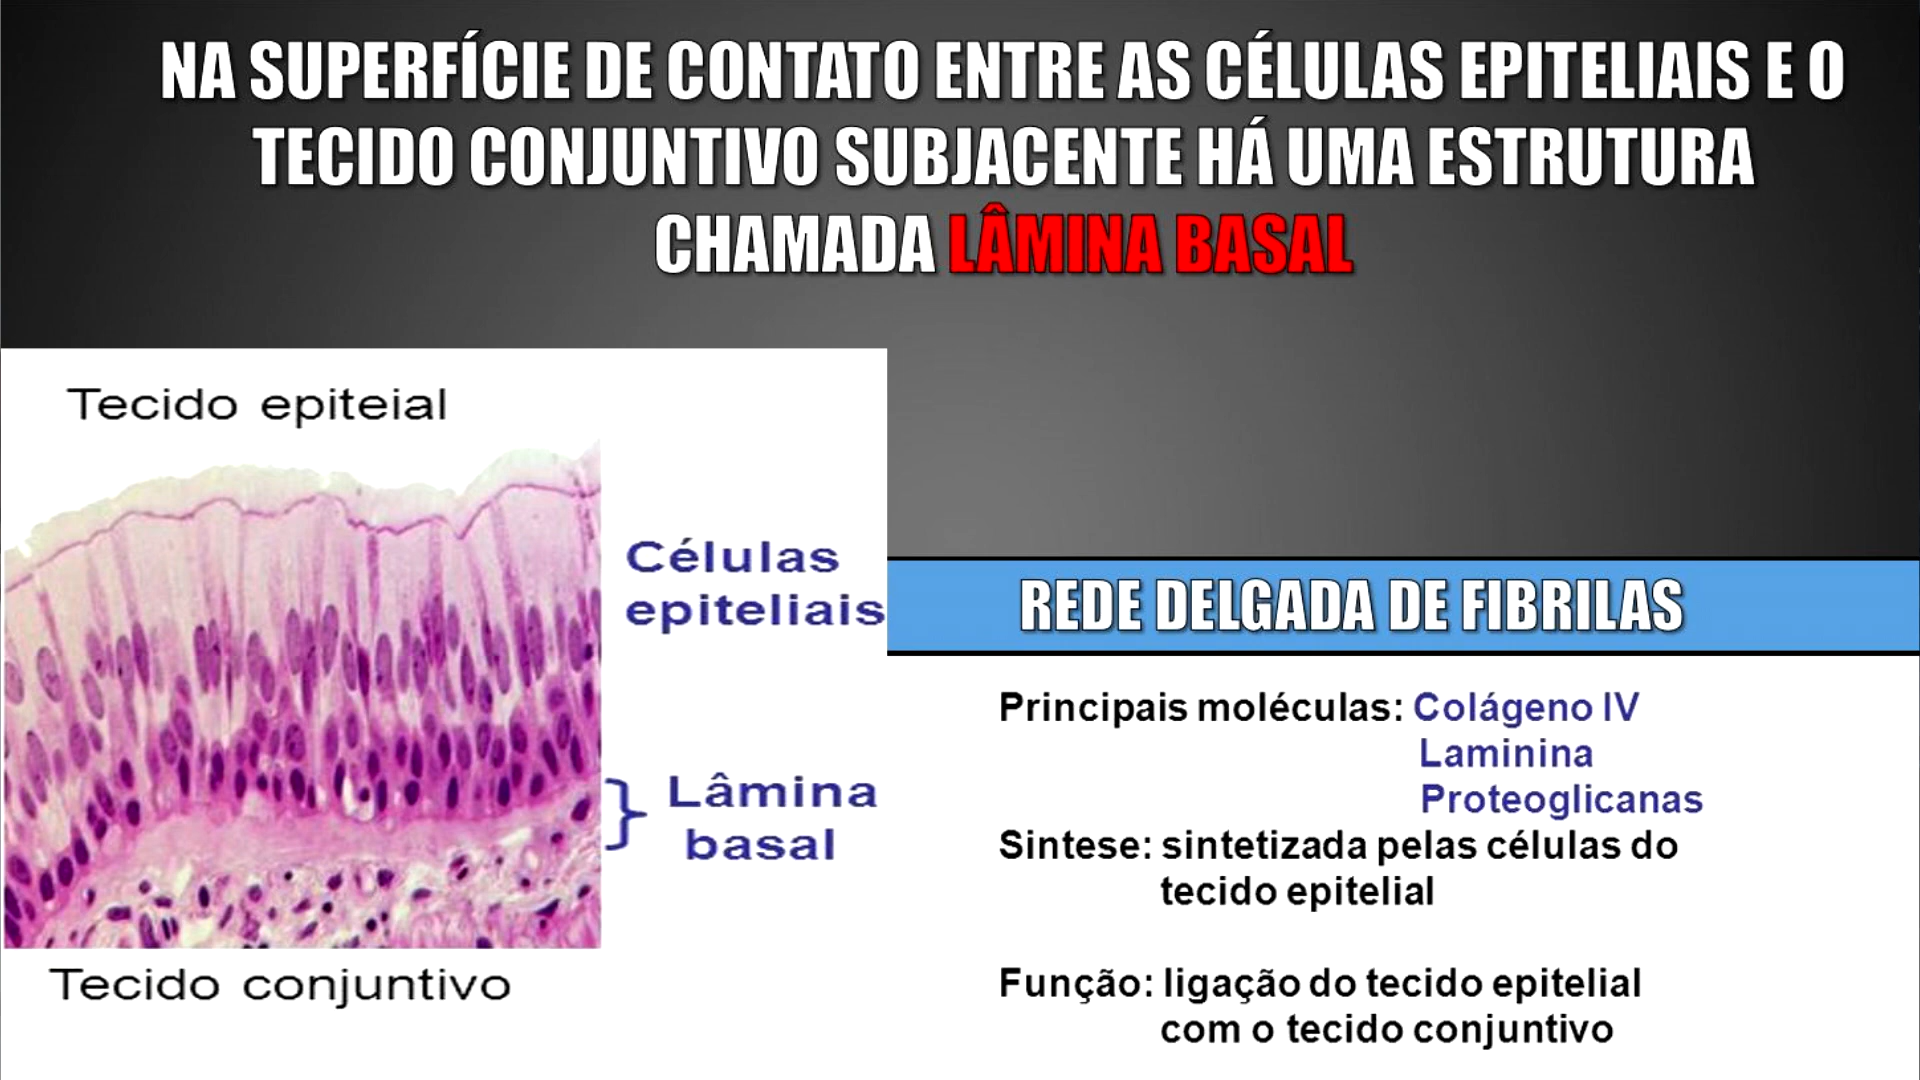 NA SUPERFÍCIE DE CONTATO ENTRE AS CÉLULAS EPITELIAIS E O
TECIDO CONJUNTIVO SUBJACENTE HÁ UMA ESTRUTURA
CHAMADA LÂMINA BASAL
Tecido epiteial
Células
epiteliais
Lâmina
basal
Tecido conjuntivo
REDE DELGADA DE FIBRILAS
Principais moléculas: Colágeno IV
Laminina
Proteoglicanas
Sintese: sintetizada pelas células do
tecido epitelial
Função: ligação do tecido epitelial
com o tecido conjuntivo